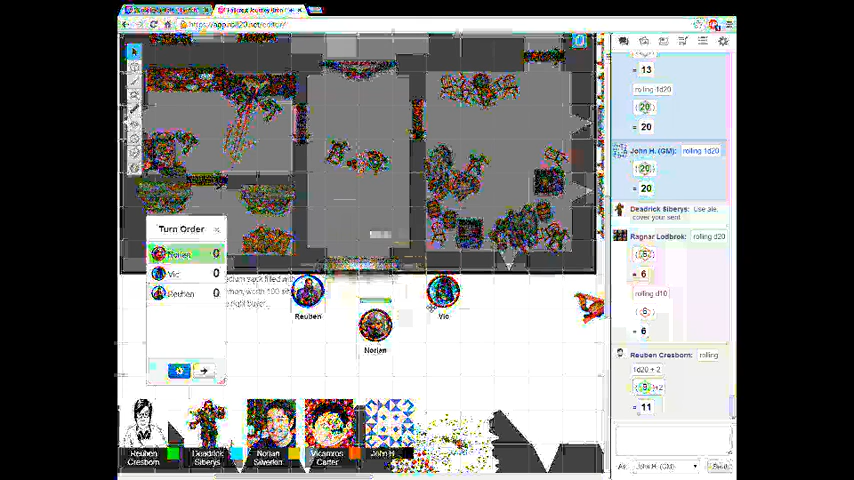 https://app.roll20.net/editor/
= 13
rolling 1d20
20
= 20
John H. (GM): rolling 1d20
20
= 20
Deadrick Siberys: Use ale,
cover your sent
Ragnar Lodbrok: rolling d20
6
= 6
rolling d10
6
= 6
Reuben Cresborn: rolling
1d20 + 2
9 +2
= 11
As: John H. (GM)
Turn Order ×
Norian 0
Vic 0
Reuben 0
Reuben
Vic
Norian
Reuben
Cresborn
Deadrick
Siberys
Norian
Silverkin
Vicamros
Carter
John H